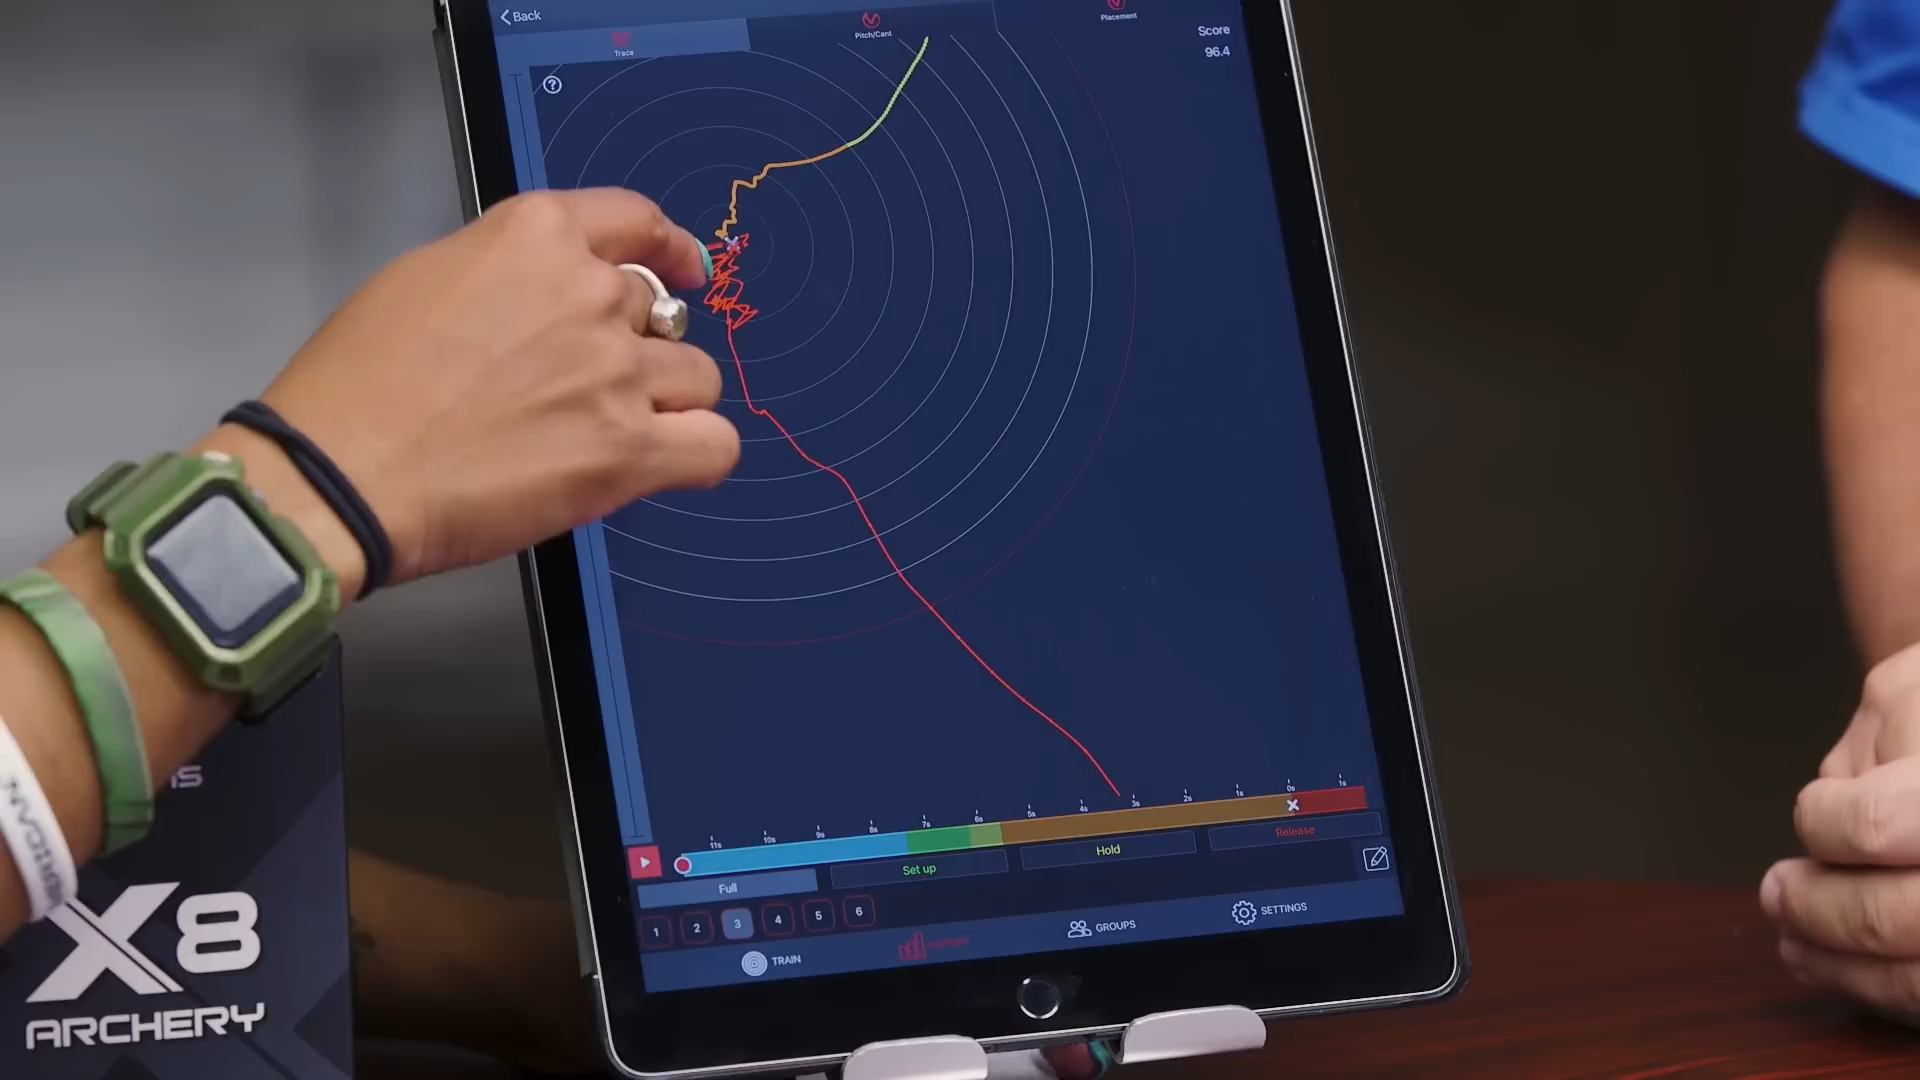 Back
Trace
Pitch/Cant
Placement
Score
96.4
11s 10s 9s 8s 7s 6s 5s 4s 3s 2s 1s 0s 1s
Full
Set up
Hold
Release
1 2 3 4 5 6
TRAIN
GROUPS
SETTINGS
X8
ARCHERY